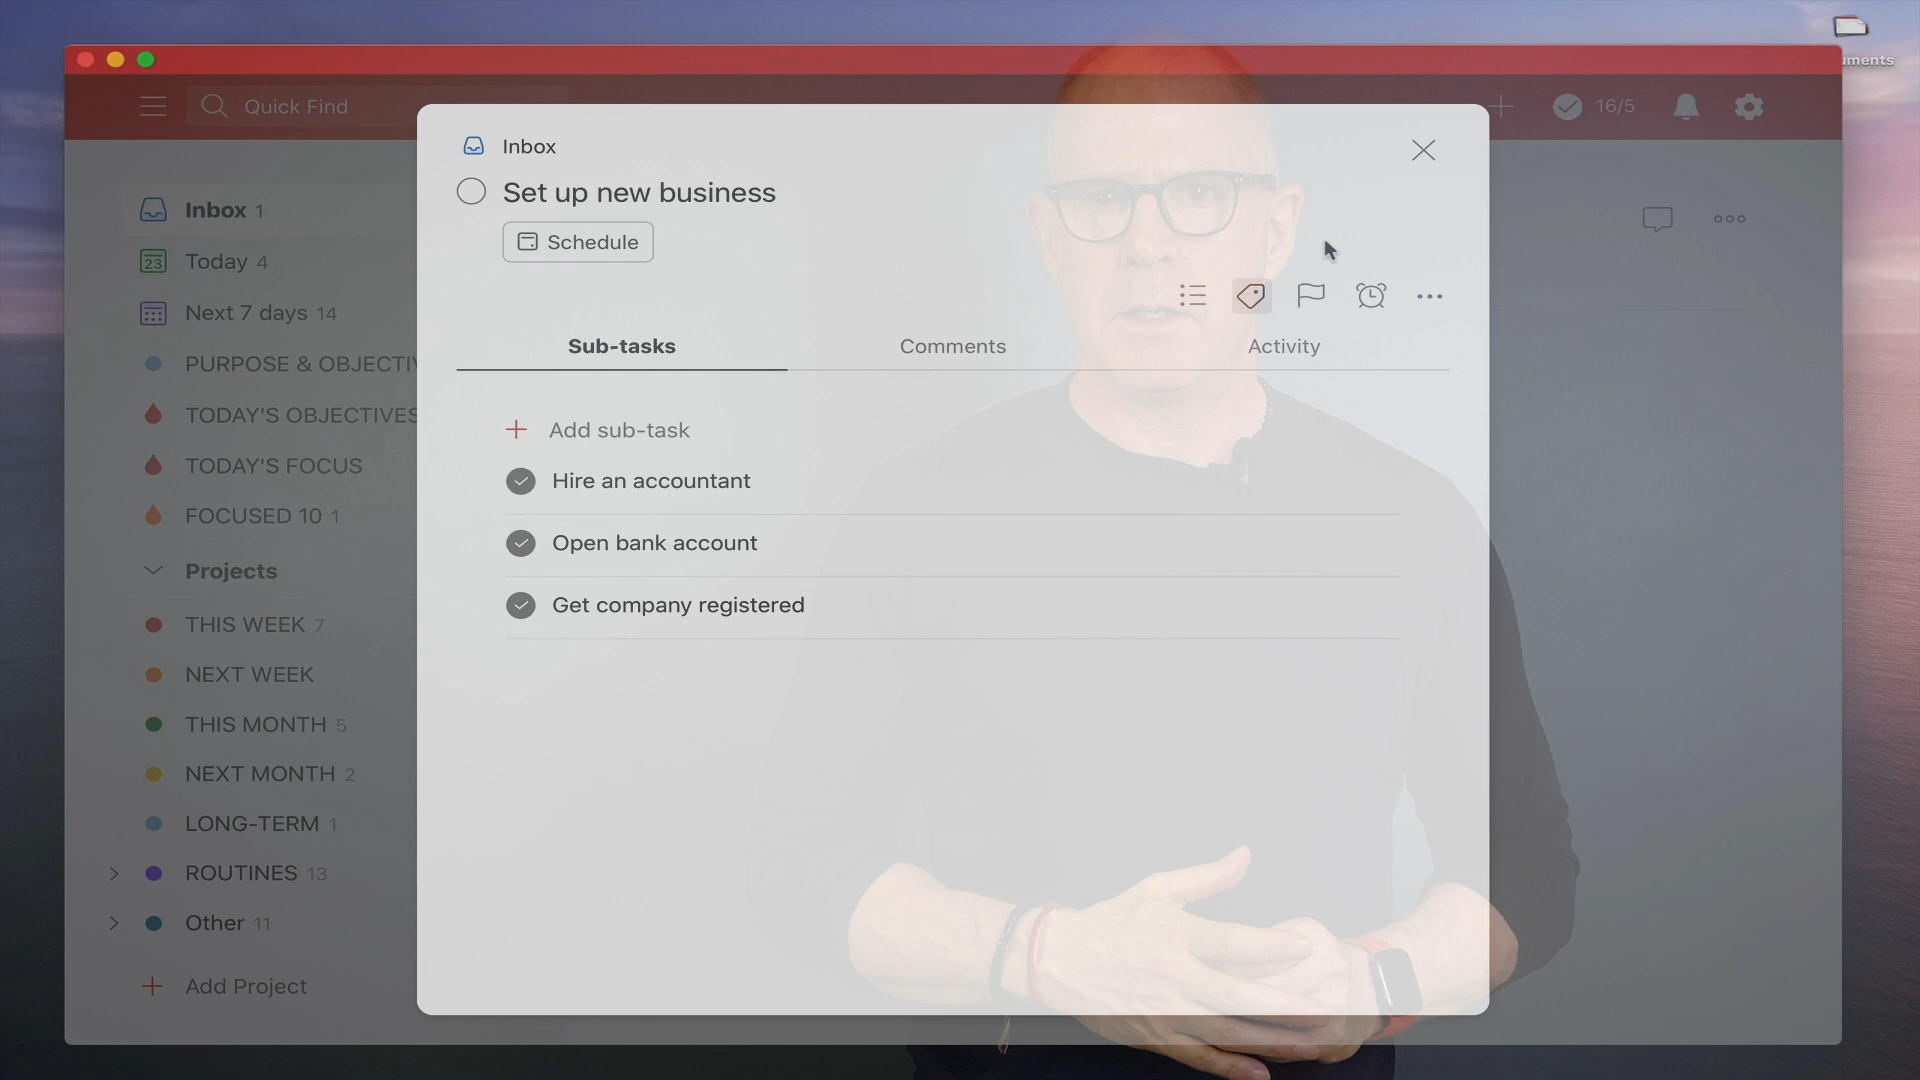 uments
Quick Find
16/5
Inbox
Set up new business
Schedule
Sub-tasks
Comments
Activity
Add sub-task
Hire an accountant
Open bank account
Get company registered
Inbox 1
23
Today 4
Next 7 days 14
PURPOSE & OBJECTIV
TODAY'S OBJECTIVES
TODAY'S FOCUS
FOCUSED 10 1
Projects
THIS WEEK 7
NEXT WEEK
THIS MONTH 5
NEXT MONTH 2
LONG-TERM 1
ROUTINES 13
Other 11
Add Project